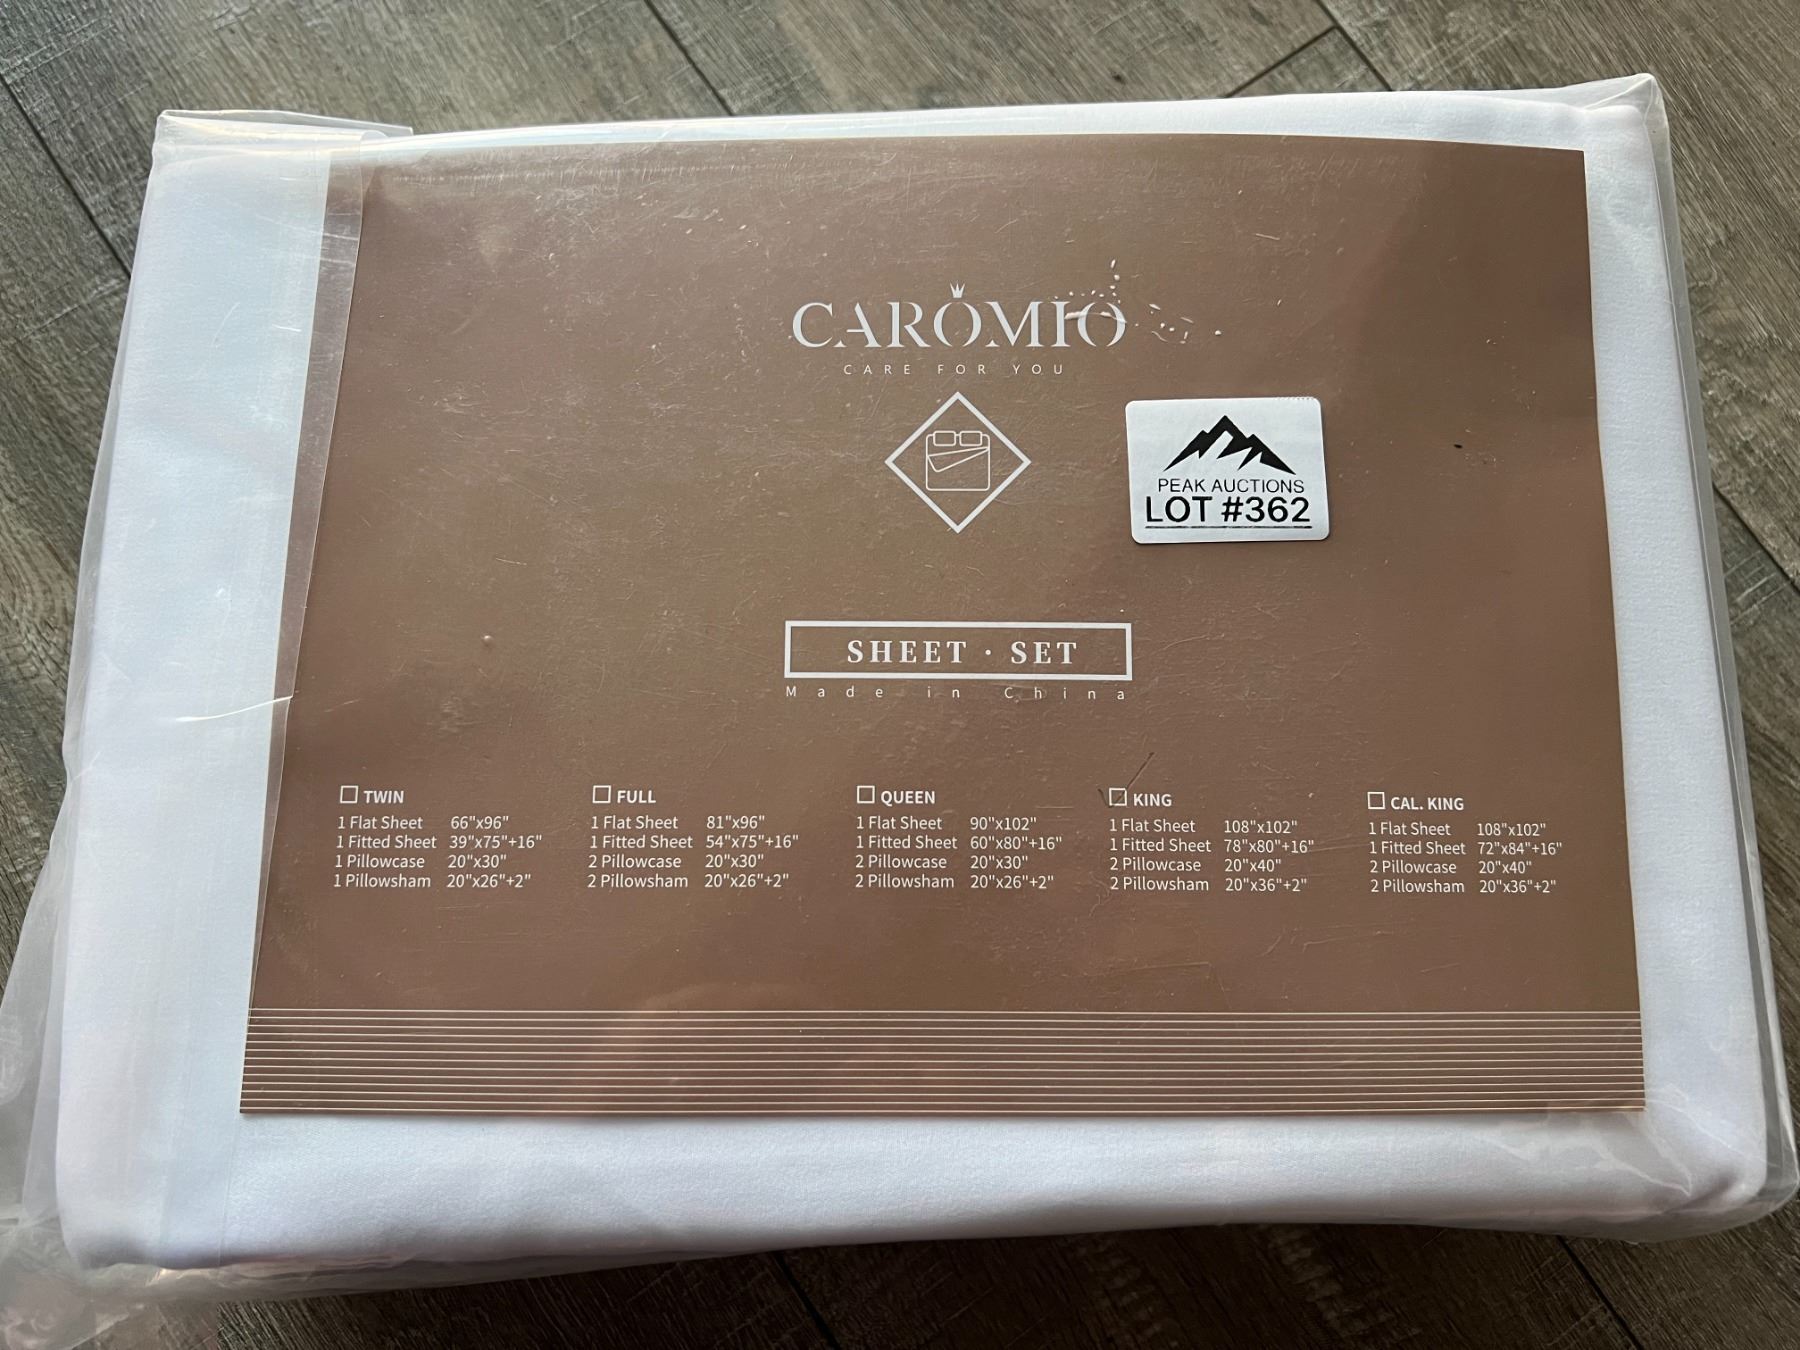 CAROMIO
CARE FOR YOU
PEAK AUCTIONS
LOT #362
SHEET · SET
Made in China
TWIN
1 Flat Sheet 66"x96"
1 Fitted Sheet 39"x75"+16"
1 Pillowcase 20"x30"
1 Pillowsham 20"x26"+2"
FULL
1 Flat Sheet 81"x96"
1 Fitted Sheet 54"x75"+16"
2 Pillowcase 20"x30"
2 Pillowsham 20"x26"+2"
QUEEN
1 Flat Sheet 90"x102"
1 Fitted Sheet 60"x80"+16"
2 Pillowcase 20"x30"
2 Pillowsham 20"x26"+2"
KING
1 Flat Sheet 108"x102"
1 Fitted Sheet 78"x80"+16"
2 Pillowcase 20"x40"
2 Pillowsham 20"x36"+2"
CAL. KING
1 Flat Sheet 108"x102"
1 Fitted Sheet 72"x84"+16"
2 Pillowcase 20"x40"
2 Pillowsham 20"x36"+2"